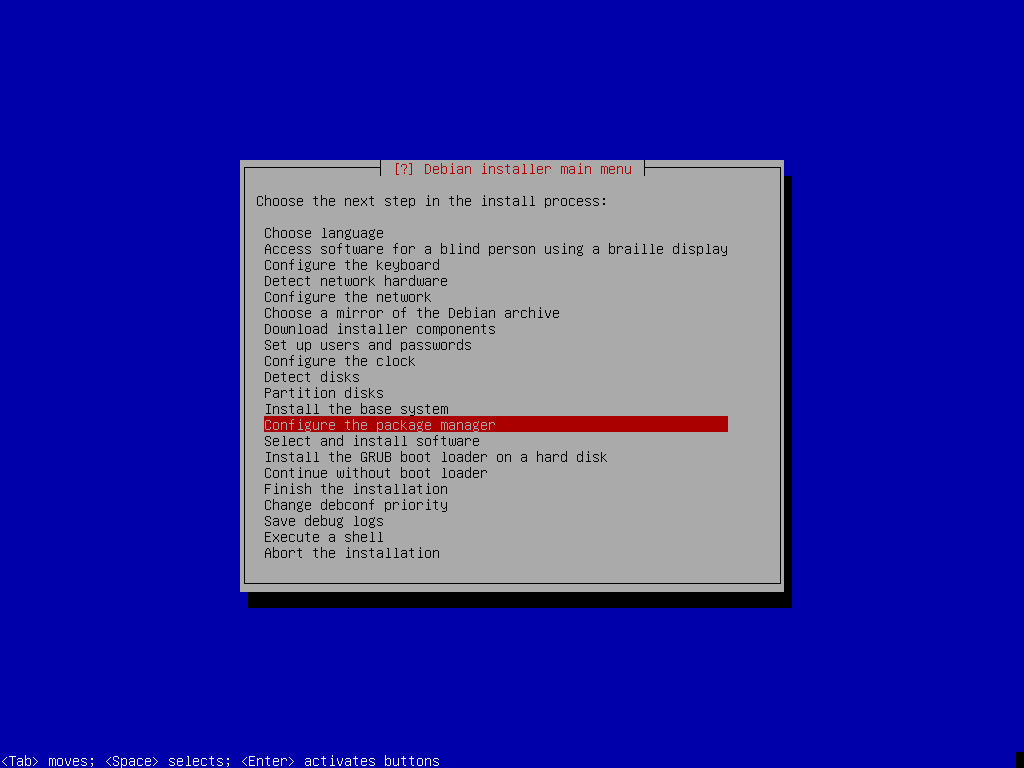 [?] Debian installer main menu
Choose the next step in the install process:
Choose language
Access software for a blind person using a braille display
Configure the keyboard
Detect network hardware
Configure the network
Choose a mirror of the Debian archive
Download installer components
Set up users and passwords
Configure the clock
Detect disks
Partition disks
Install the base system
Configure the package manager
Select and install software
Install the GRUB boot loader on a hard disk
Continue without boot loader
Finish the installation
Change debconf priority
Save debug logs
Execute a shell
Abort the installation
<Tab> moves; <Space> selects; <Enter> activates buttons